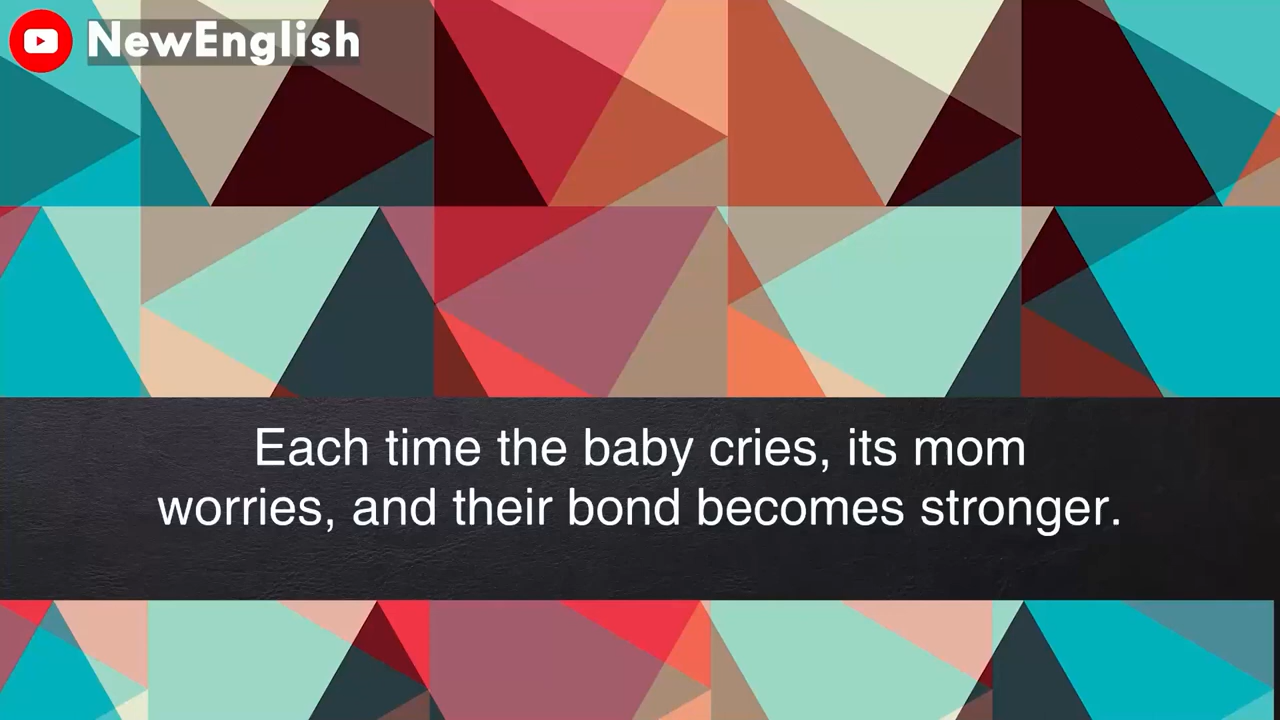 NewEnglish
Each time the baby cries, its mom
worries, and their bond becomes stronger.